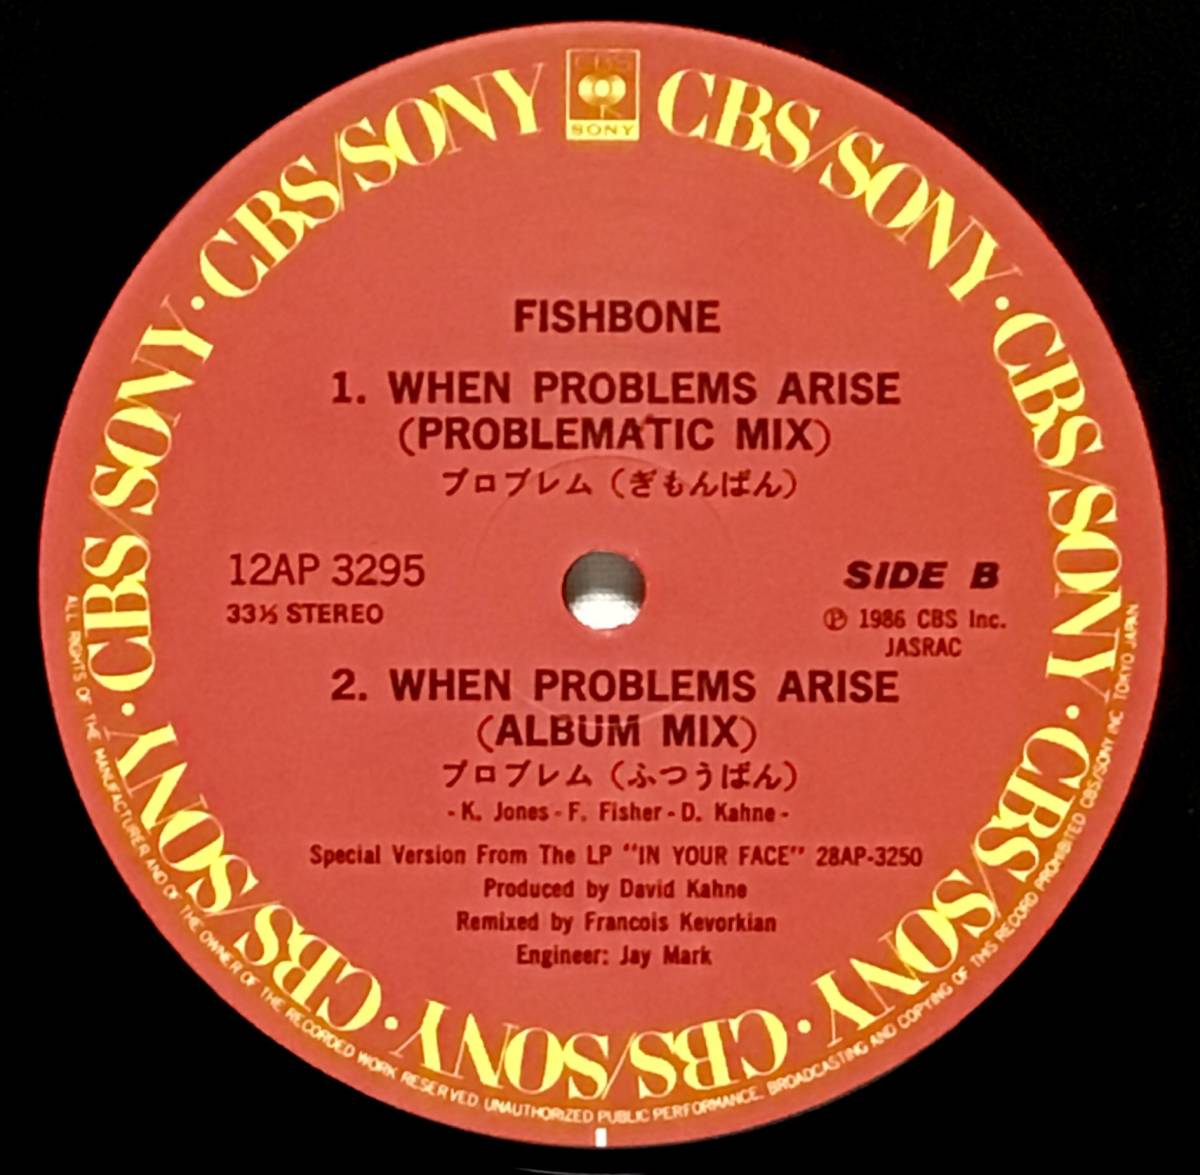 CBS
SONY
CBS/SONY · CBS/SONY · CBS/SONY · CBS/SONY · CBS/SONY · CBS/SONY · CBS/SONY
FISHBONE
1. WHEN PROBLEMS ARISE
(PROBLEMATIC MIX)
プロブレム（ぎもんばん）
12AP 3295
33⅓ STEREO
SIDE B
Ⓟ 1986 CBS Inc.
JASRAC
2. WHEN PROBLEMS ARISE
(ALBUM MIX)
プロブレム（ふつうばん）
- K. Jones - F. Fisher - D. Kahne -
Special Version From The LP "IN YOUR FACE" 28AP-3250
Produced by David Kahne
Remixed by Francois Kevorkian
Engineer: Jay Mark
ALL RIGHTS OF THE MANUFACTURER AND OF THE OWNER OF THE RECORDED WORK RESERVED UNAUTHORIZED PUBLIC PERFORMANCE, BROADCASTING AND COPYING OF THIS RECORD PROHIBITED CBS/SONY INC. TOKYO JAPAN